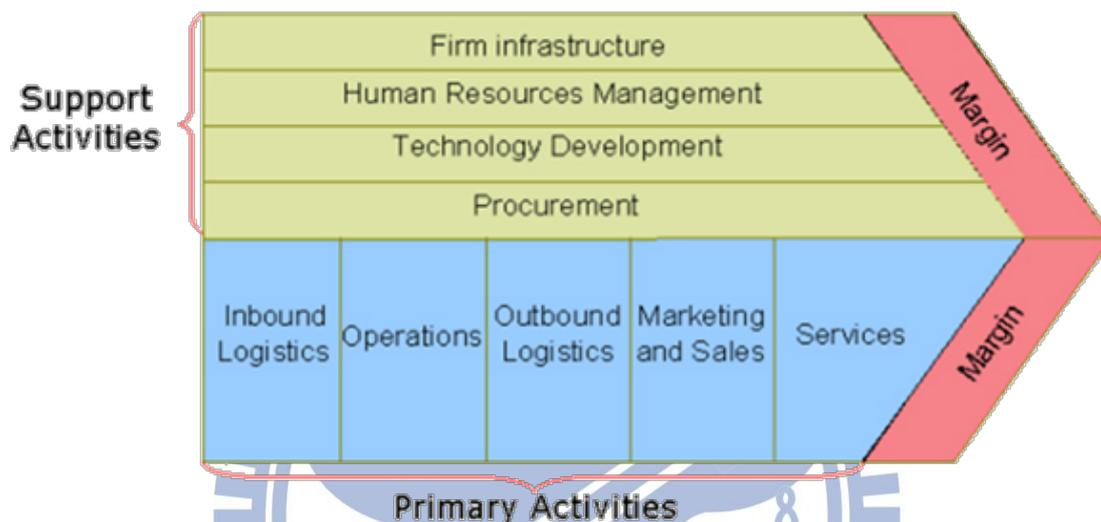 Support
Activities
Firm infrastructure
Human Resources Management
Technology Development
Procurement
Margin
Inbound
Logistics
Operations
Outbound
Logistics
Marketing
and Sales
Services
Margin
Primary Activities